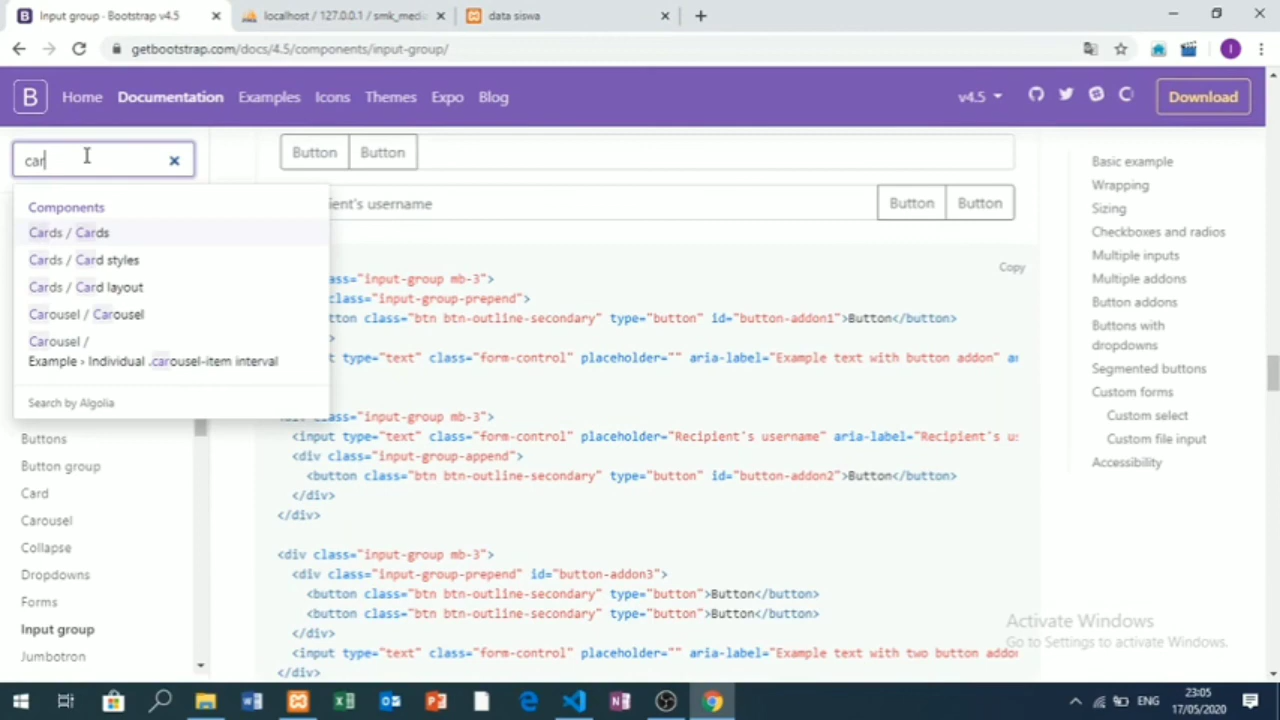 Input group · Bootstrap v4.5
localhost / 127.0.0.1 / smk_medi
data siswa
getbootstrap.com/docs/4.5/components/input-group/
B Home Documentation Examples Icons Themes Expo Blog v4.5 Download
car
Components
Cards / Cards
Cards / Card styles
Cards / Card layout
Carousel / Carousel
Carousel /
Example › Individual .carousel-item interval
Search by Algolia
Buttons
Button group
Card
Carousel
Collapse
Dropdowns
Forms
Input group
Jumbotron
Button Button
ient's username Button Button
Copy
ass="input-group mb-3">
class="input-group-prepend">
tton class="btn btn-outline-secondary" type="button" id="button-addon1">Button</button>
>
t type="text" class="form-control" placeholder="" aria-label="Example text with button addon" ar
<div class="input-group mb-3">
<input type="text" class="form-control" placeholder="Recipient's username" aria-label="Recipient's us
<div class="input-group-append">
<button class="btn btn-outline-secondary" type="button" id="button-addon2">Button</button>
</div>
</div>
<div class="input-group mb-3">
<div class="input-group-prepend" id="button-addon3">
<button class="btn btn-outline-secondary" type="button">Button</button>
<button class="btn btn-outline-secondary" type="button">Button</button>
</div>
<input type="text" class="form-control" placeholder="" aria-label="Example text with two button addo
</div>
Basic example
Wrapping
Sizing
Checkboxes and radios
Multiple inputs
Multiple addons
Button addons
Buttons with
dropdowns
Segmented buttons
Custom forms
Custom select
Custom file input
Accessibility
Activate Windows
Go to Settings to activate Windows.
ENG
23:05
17/05/2020